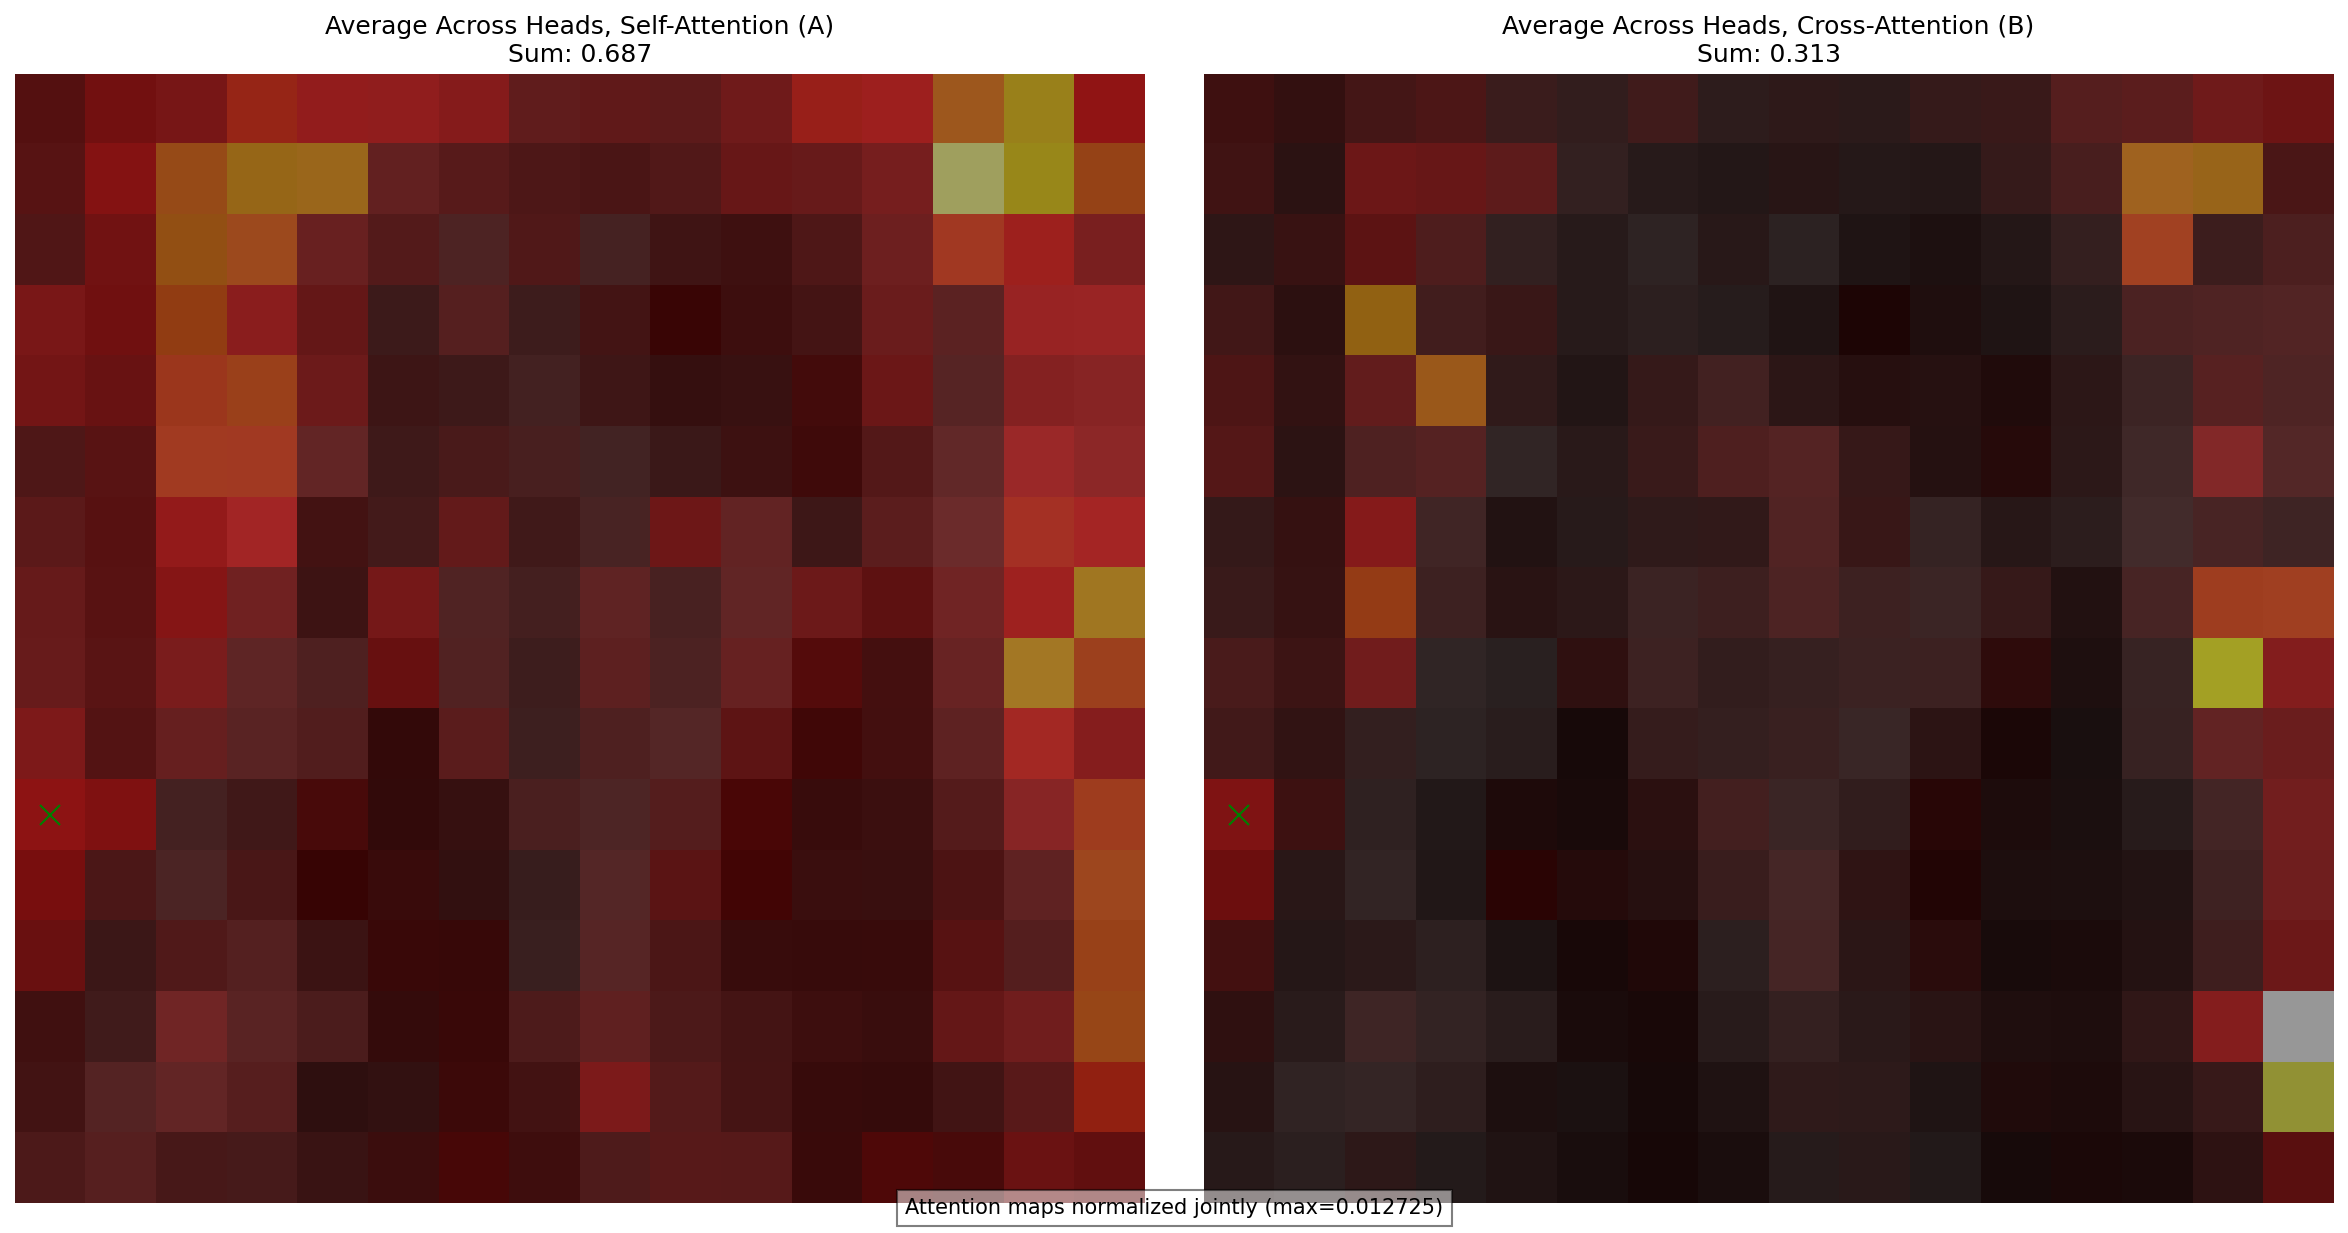 Average Across Heads, Self-Attention (A)
Sum: 0.687
Average Across Heads, Cross-Attention (B)
Sum: 0.313
Attention maps normalized jointly (max=0.012725)